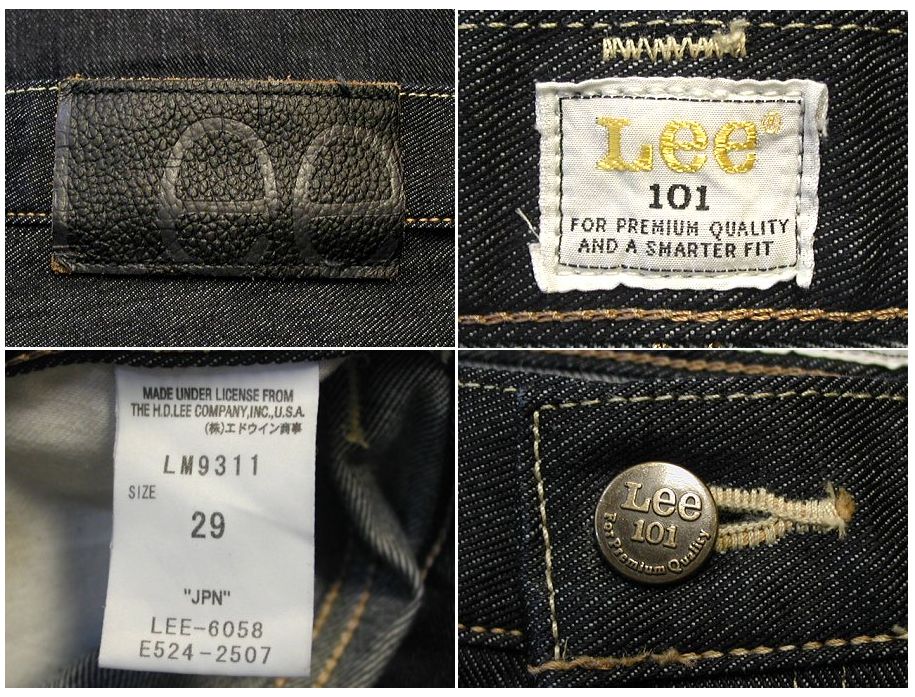 ee
Lee®
101
FOR PREMIUM QUALITY
AND A SMARTER FIT
MADE UNDER LICENSE FROM
THE H.D.LEE COMPANY,INC.,U.S.A.
(株)エドウイン商事
LM9311
SIZE
29
"JPN"
LEE-6058
E524-2507
Lee
101
For Premium Quality